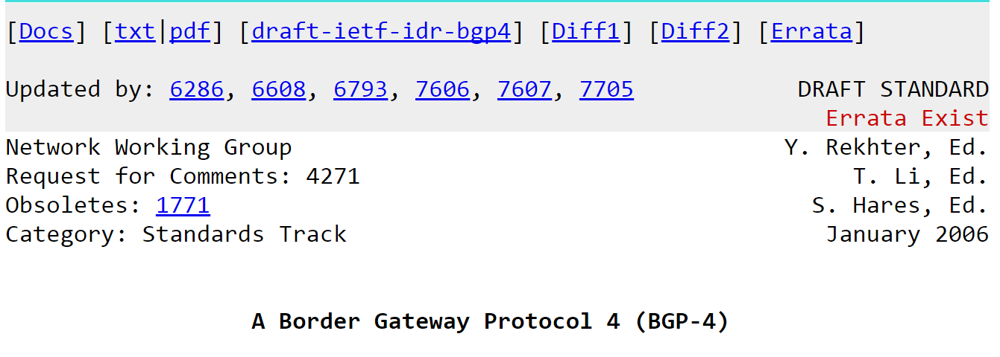 [Docs] [txt|pdf] [draft-ietf-idr-bgp4] [Diff1] [Diff2] [Errata]
Updated by: 6286, 6608, 6793, 7606, 7607, 7705 DRAFT STANDARD
Errata Exist
Network Working Group Y. Rekhter, Ed.
Request for Comments: 4271 T. Li, Ed.
Obsoletes: 1771 S. Hares, Ed.
Category: Standards Track January 2006
A Border Gateway Protocol 4 (BGP-4)